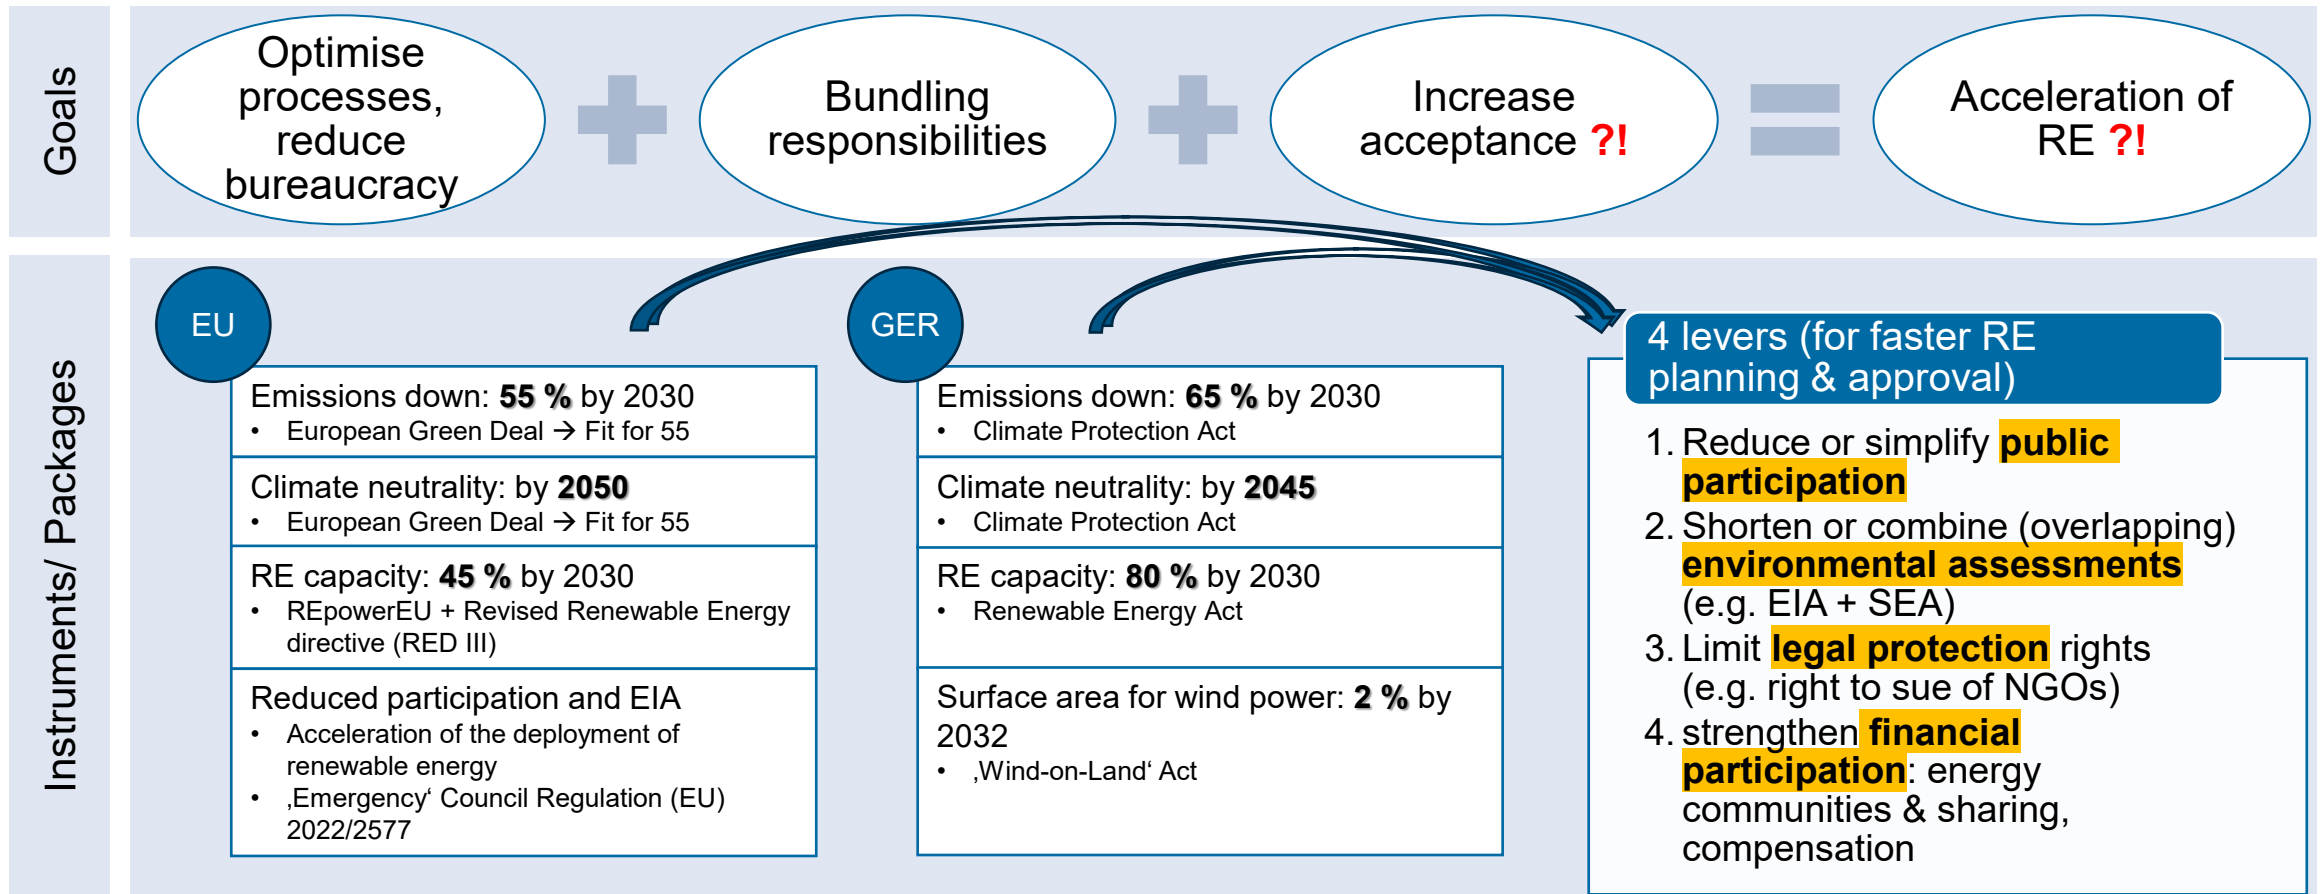 Goals
Optimise
processes,
reduce
bureaucracy
Bundling
responsibilities
Increase
acceptance ?!
Acceleration of
RE ?!
Instruments/ Packages
EU
Emissions down: 55 % by 2030
• European Green Deal → Fit for 55
Climate neutrality: by 2050
• European Green Deal → Fit for 55
RE capacity: 45 % by 2030
• REpowerEU + Revised Renewable Energy
directive (RED III)
Reduced participation and EIA
• Acceleration of the deployment of
renewable energy
• ‚Emergency‘ Council Regulation (EU)
2022/2577
GER
Emissions down: 65 % by 2030
• Climate Protection Act
Climate neutrality: by 2045
• Climate Protection Act
RE capacity: 80 % by 2030
• Renewable Energy Act
Surface area for wind power: 2 % by
2032
• ‚Wind-on-Land‘ Act
4 levers (for faster RE
planning & approval)
1. Reduce or simplify public
participation
2. Shorten or combine (overlapping)
environmental assessments
(e.g. EIA + SEA)
3. Limit legal protection rights
(e.g. right to sue of NGOs)
4. strengthen financial
participation: energy
communities & sharing,
compensation